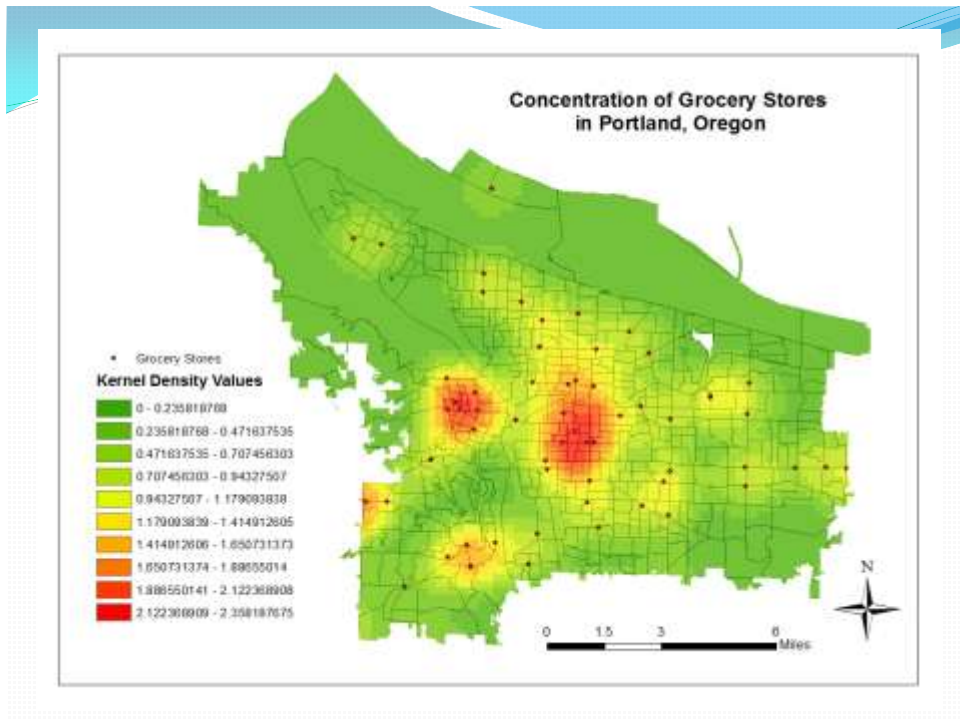 Concentration of Grocery Stores
in Portland, Oregon
Grocery Stores
Kernel Density Values
0 - 0.235818768
0.235818768 - 0.471637535
0.471637535 - 0.707456303
0.707456303 - 0.94327507
0.94327507 - 1.179093838
1.179093839 - 1.414912605
1.414912606 - 1.650731373
1.650731374 - 1.88655014
1.886550141 - 2.122368908
2.122368909 - 2.358187675
N
0 1.5 3 6
Miles